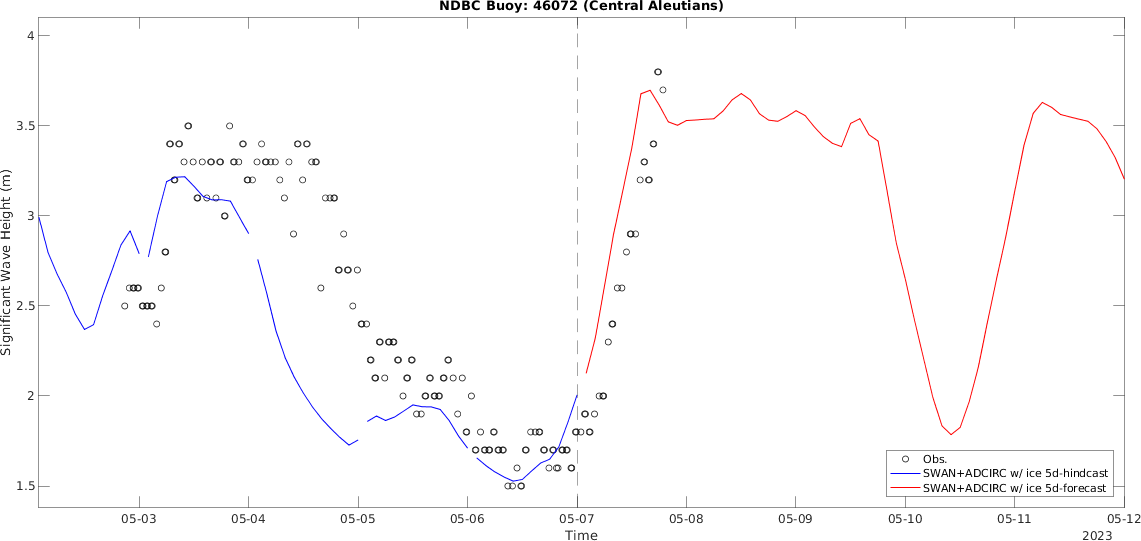 NDBC Buoy: 46072 (Central Aleutians)
4
3.5
3
2.5
2
1.5
Significant Wave Height (m)
Obs.
SWAN+ADCIRC w/ ice 5d-hindcast
SWAN+ADCIRC w/ ice 5d-forecast
05-03 05-04 05-05 05-06 05-07 05-08 05-09 05-10 05-11 05-12
Time
2023